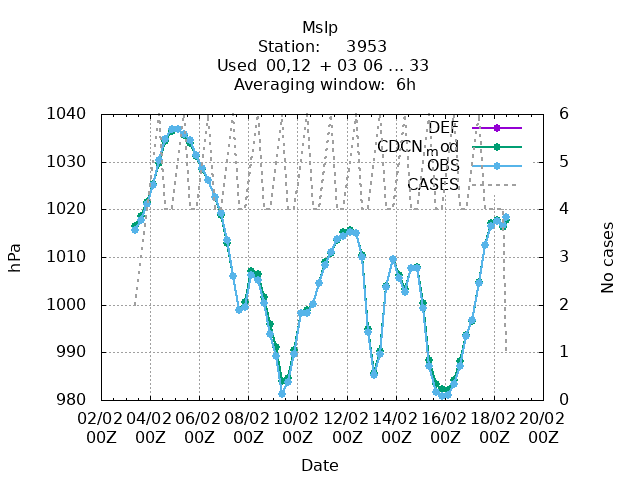 Mslp
Station: 3953
Used 00,12 + 03 06 ... 33
Averaging window: 6h
1040
1030
1020
1010
1000
990
980
hPa
6
5
4
3
2
1
0
No cases
DEF
CDCN_mod
OBS
CASES
02/02 04/02 06/02 08/02 10/02 12/02 14/02 16/02 18/02 20/02
00Z 00Z 00Z 00Z 00Z 00Z 00Z 00Z 00Z 00Z
Date